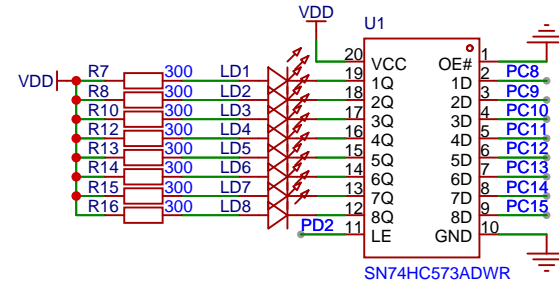 VDD U1
20 VCC OE# 1
VDD R7 300 LD1 19 1Q 1D 2 PC8
R8 300 LD2 18 2Q 2D 3 PC9
R10 300 LD3 17 3Q 3D 4 PC10
R12 300 LD4 16 4Q 4D 5 PC11
R13 300 LD5 15 5Q 5D 6 PC12
R14 300 LD6 14 6Q 6D 7 PC13
R15 300 LD7 13 7Q 7D 8 PC14
R16 300 LD8 12 8Q 8D 9 PC15
PD2 11 LE GND 10
SN74HC573ADWR